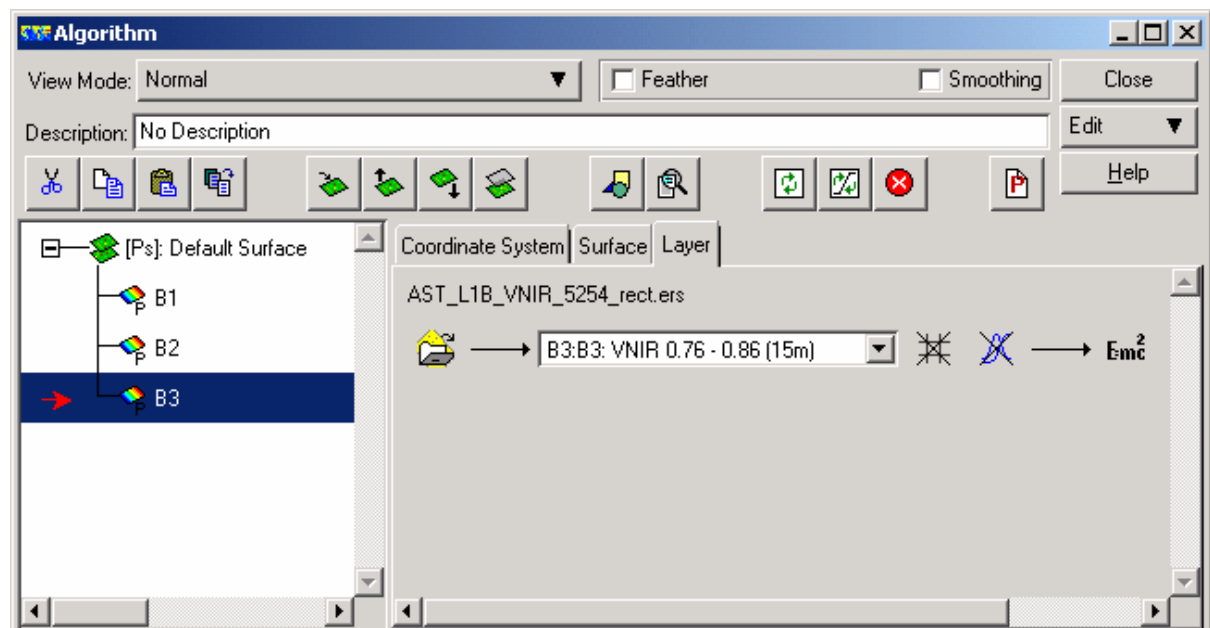 Algorithm
View Mode: Normal
Feather
Smoothing
Close
Description: No Description
Edit
Help
[Ps]: Default Surface
B1
B2
B3
Coordinate System
Surface
Layer
AST_L1B_VNIR_5254_rect.ers
B3:B3: VNIR 0.76 - 0.86 (15m)
E=mc²